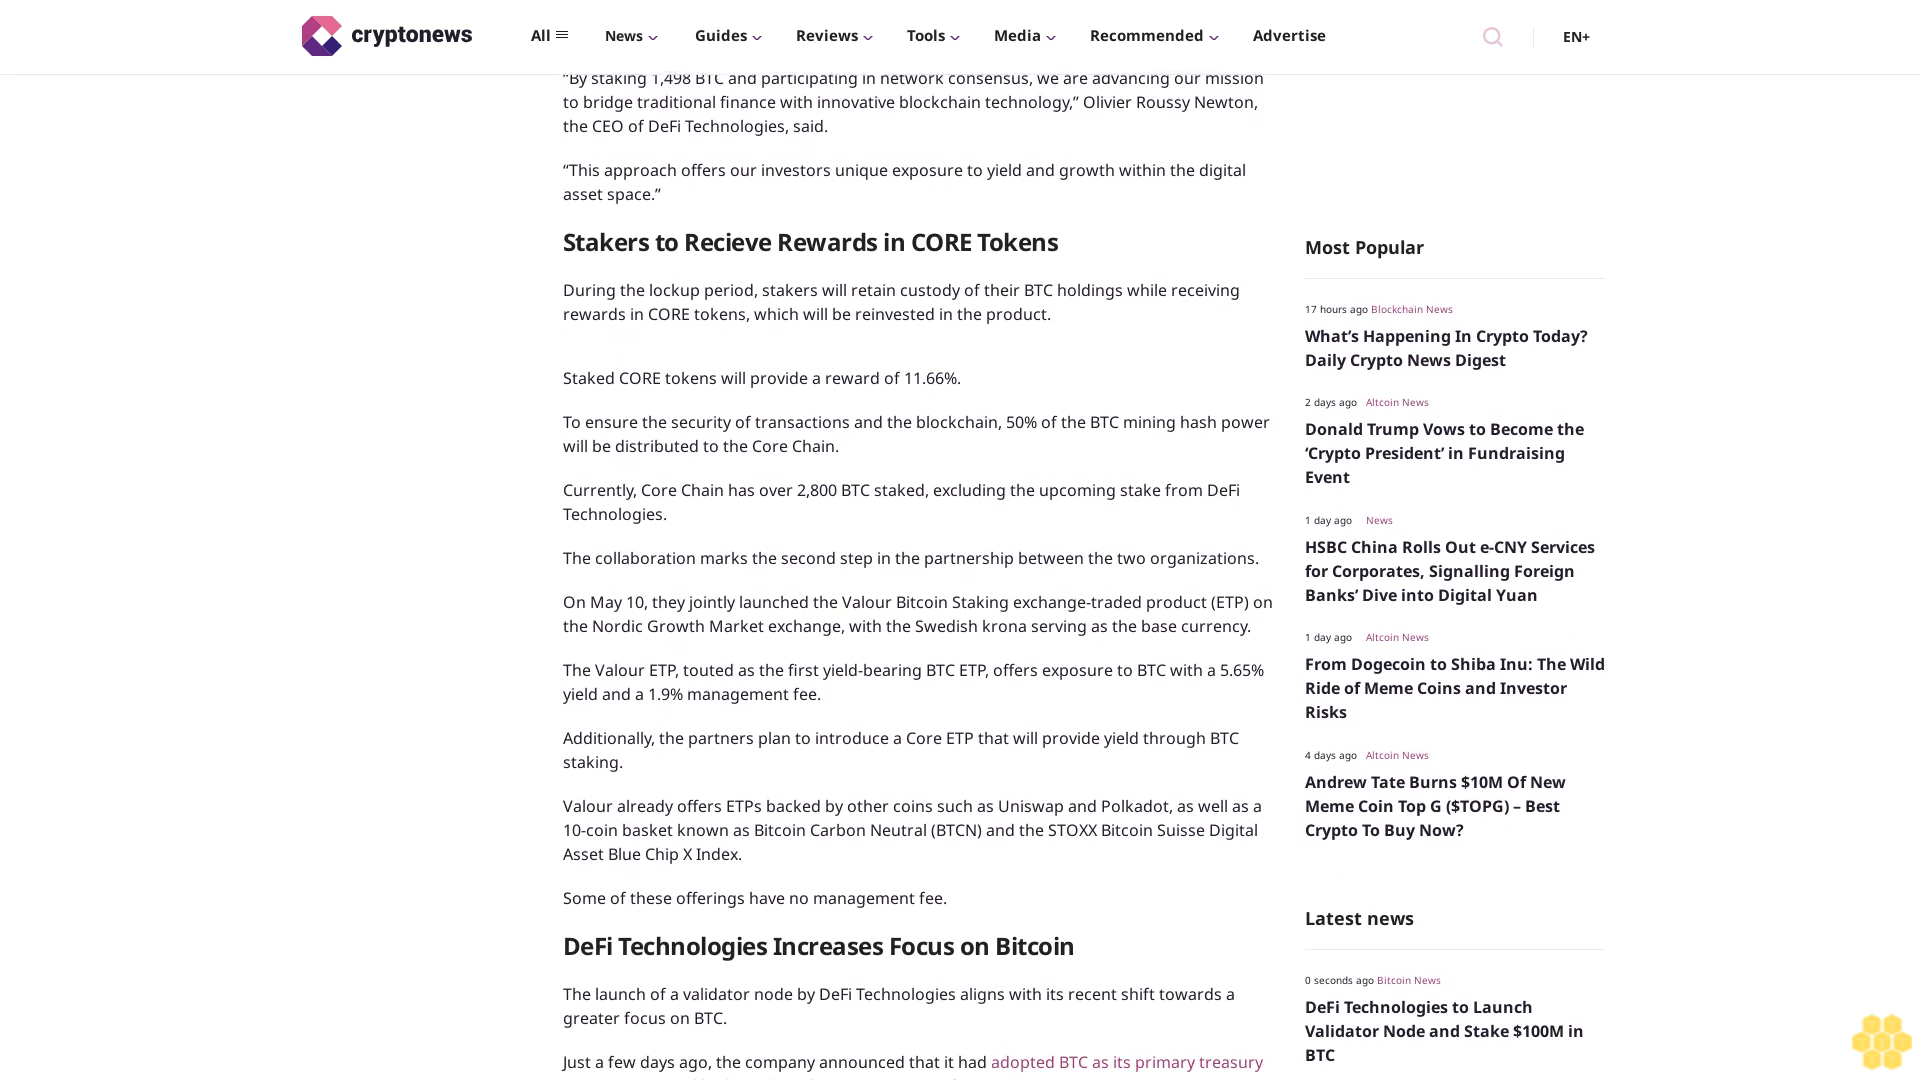 cryptonews
All
News
Guides
Reviews
Tools
Media
Recommended
Advertise
EN+
“By staking 1,498 BTC and participating in network consensus, we are advancing our mission
to bridge traditional finance with innovative blockchain technology,” Olivier Roussy Newton,
the CEO of DeFi Technologies, said.
“This approach offers our investors unique exposure to yield and growth within the digital
asset space.”
Stakers to Recieve Rewards in CORE Tokens
During the lockup period, stakers will retain custody of their BTC holdings while receiving
rewards in CORE tokens, which will be reinvested in the product.
Staked CORE tokens will provide a reward of 11.66%.
To ensure the security of transactions and the blockchain, 50% of the BTC mining hash power
will be distributed to the Core Chain.
Currently, Core Chain has over 2,800 BTC staked, excluding the upcoming stake from DeFi
Technologies.
The collaboration marks the second step in the partnership between the two organizations.
On May 10, they jointly launched the Valour Bitcoin Staking exchange-traded product (ETP) on
the Nordic Growth Market exchange, with the Swedish krona serving as the base currency.
The Valour ETP, touted as the first yield-bearing BTC ETP, offers exposure to BTC with a 5.65%
yield and a 1.9% management fee.
Additionally, the partners plan to introduce a Core ETP that will provide yield through BTC
staking.
Valour already offers ETPs backed by other coins such as Uniswap and Polkadot, as well as a
10-coin basket known as Bitcoin Carbon Neutral (BTCN) and the STOXX Bitcoin Suisse Digital
Asset Blue Chip X Index.
Some of these offerings have no management fee.
DeFi Technologies Increases Focus on Bitcoin
The launch of a validator node by DeFi Technologies aligns with its recent shift towards a
greater focus on BTC.
Just a few days ago, the company announced that it had adopted BTC as its primary treasury
Most Popular
17 hours ago Blockchain News
What’s Happening In Crypto Today?
Daily Crypto News Digest
2 days ago Altcoin News
Donald Trump Vows to Become the
‘Crypto President’ in Fundraising
Event
1 day ago News
HSBC China Rolls Out e-CNY Services
for Corporates, Signalling Foreign
Banks’ Dive into Digital Yuan
1 day ago Altcoin News
From Dogecoin to Shiba Inu: The Wild
Ride of Meme Coins and Investor
Risks
4 days ago Altcoin News
Andrew Tate Burns $10M Of New
Meme Coin Top G ($TOPG) – Best
Crypto To Buy Now?
Latest news
0 seconds ago Bitcoin News
DeFi Technologies to Launch
Validator Node and Stake $100M in
BTC